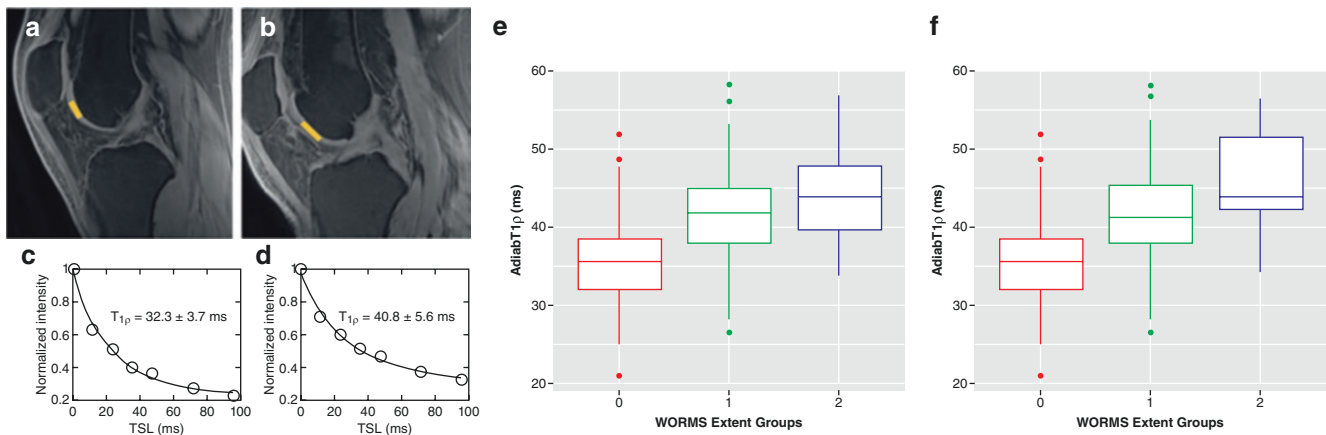 a
b
c
Normalized intensity
1
0.8
0.6
0.4
0.2
T1ρ = 32.3 ± 3.7 ms
0 20 40 60 80 100
TSL (ms)
d
Normalized intensity
1
0.8
0.6
0.4
0.2
T1ρ = 40.8 ± 5.6 ms
0 20 40 60 80 100
TSL (ms)
e
AdiabT1ρ (ms)
60
50
40
30
20
0 1 2
WORMS Extent Groups
f
AdiabT1ρ (ms)
60
50
40
30
20
0 1 2
WORMS Extent Groups